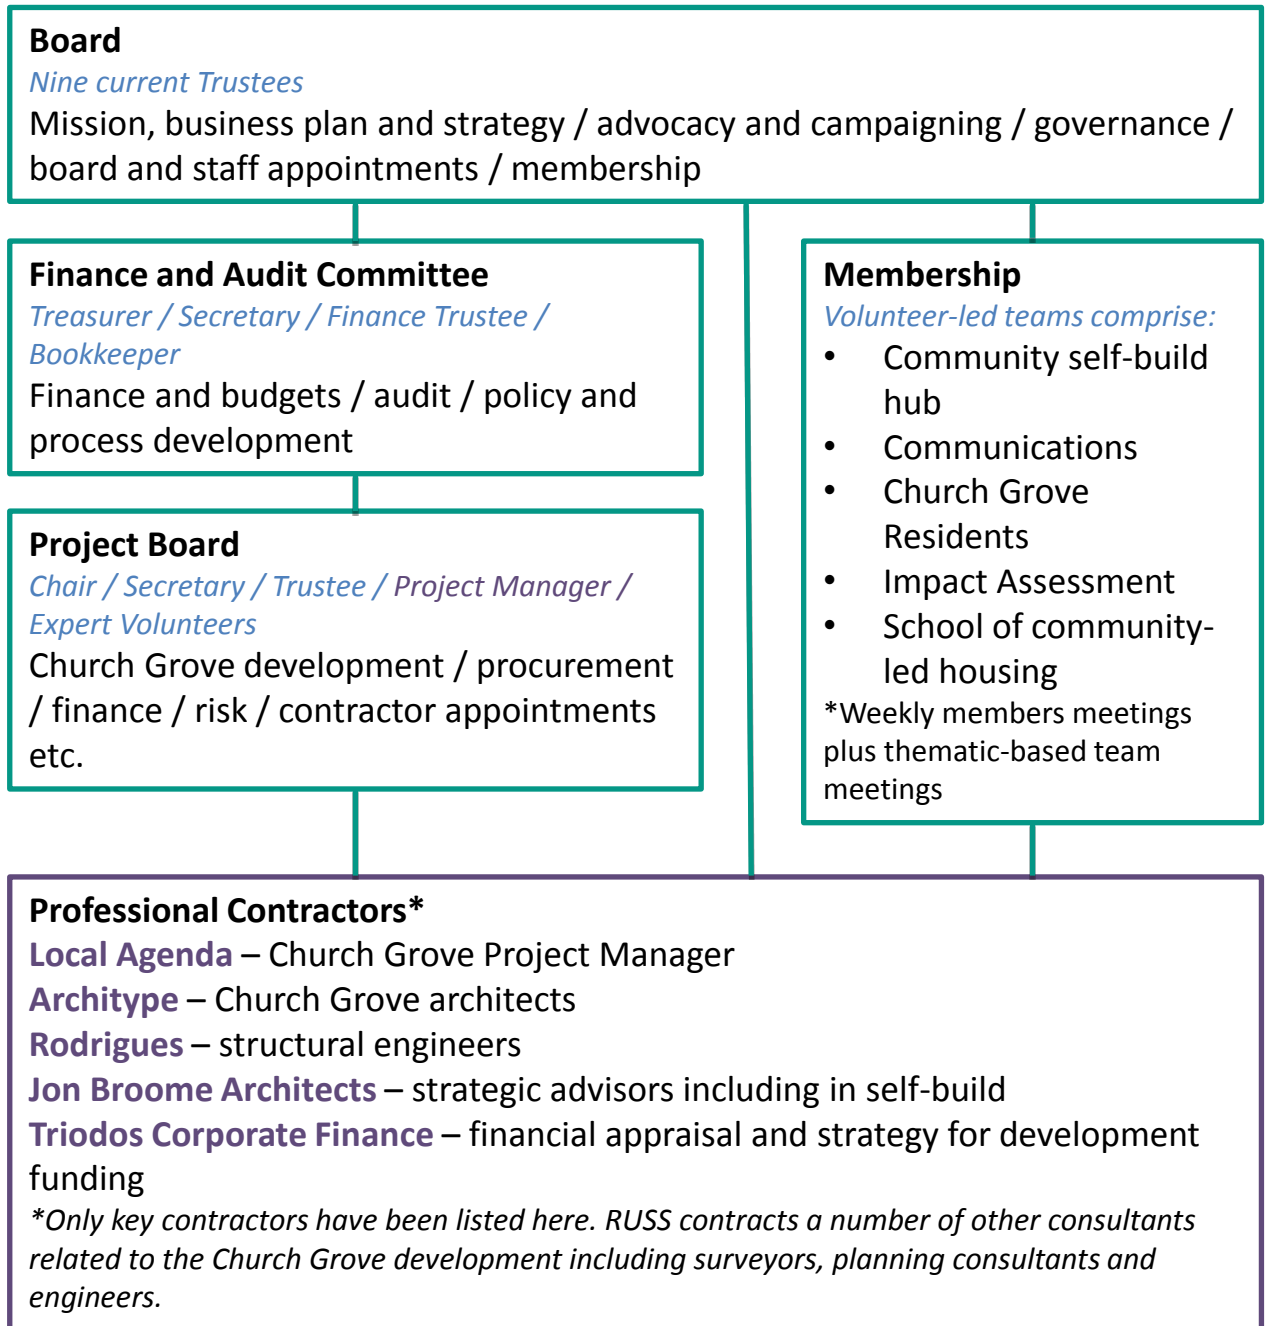 Board
Nine current Trustees
Mission, business plan and strategy / advocacy and campaigning / governance /
board and staff appointments / membership
Finance and Audit Committee
Treasurer / Secretary / Finance Trustee /
Bookkeeper
Finance and budgets / audit / policy and
process development
Project Board
Chair / Secretary / Trustee / Project Manager /
Expert Volunteers
Church Grove development / procurement
/ finance / risk / contractor appointments
etc.
Membership
Volunteer-led teams comprise:
• Community self-build
hub
• Communications
• Church Grove
Residents
• Impact Assessment
• School of community-
led housing
*Weekly members meetings
plus thematic-based team
meetings
Professional Contractors*
Local Agenda – Church Grove Project Manager
Architype – Church Grove architects
Rodrigues – structural engineers
Jon Broome Architects – strategic advisors including in self-build
Triodos Corporate Finance – financial appraisal and strategy for development
funding
*Only key contractors have been listed here. RUSS contracts a number of other consultants
related to the Church Grove development including surveyors, planning consultants and
engineers.